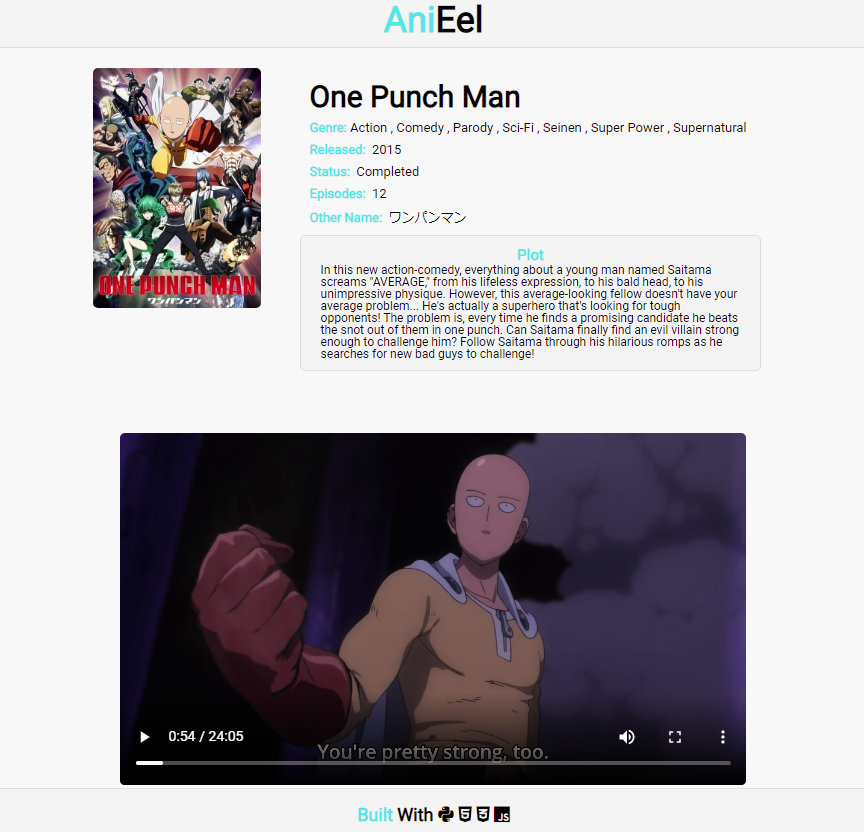 AniEel
One Punch Man
Genre: Action , Comedy , Parody , Sci-Fi , Seinen , Super Power , Supernatural
Released: 2015
Status: Completed
Episodes: 12
Other Name: ワンパンマン
ONE PUNCH MAN
ワンパンマン
Plot
In this new action-comedy, everything about a young man named Saitama
screams "AVERAGE," from his lifeless expression, to his bald head, to his
unimpressive physique. However, this average-looking fellow doesn't have your
average problem... He's actually a superhero that's looking for tough
opponents! The problem is, every time he finds a promising candidate he beats
the snot out of them in one punch. Can Saitama finally find an evil villain strong
enough to challenge him? Follow Saitama through his hilarious romps as he
searches for new bad guys to challenge!
0:54 / 24:05
You're pretty strong, too.
Built With 5 3 JS